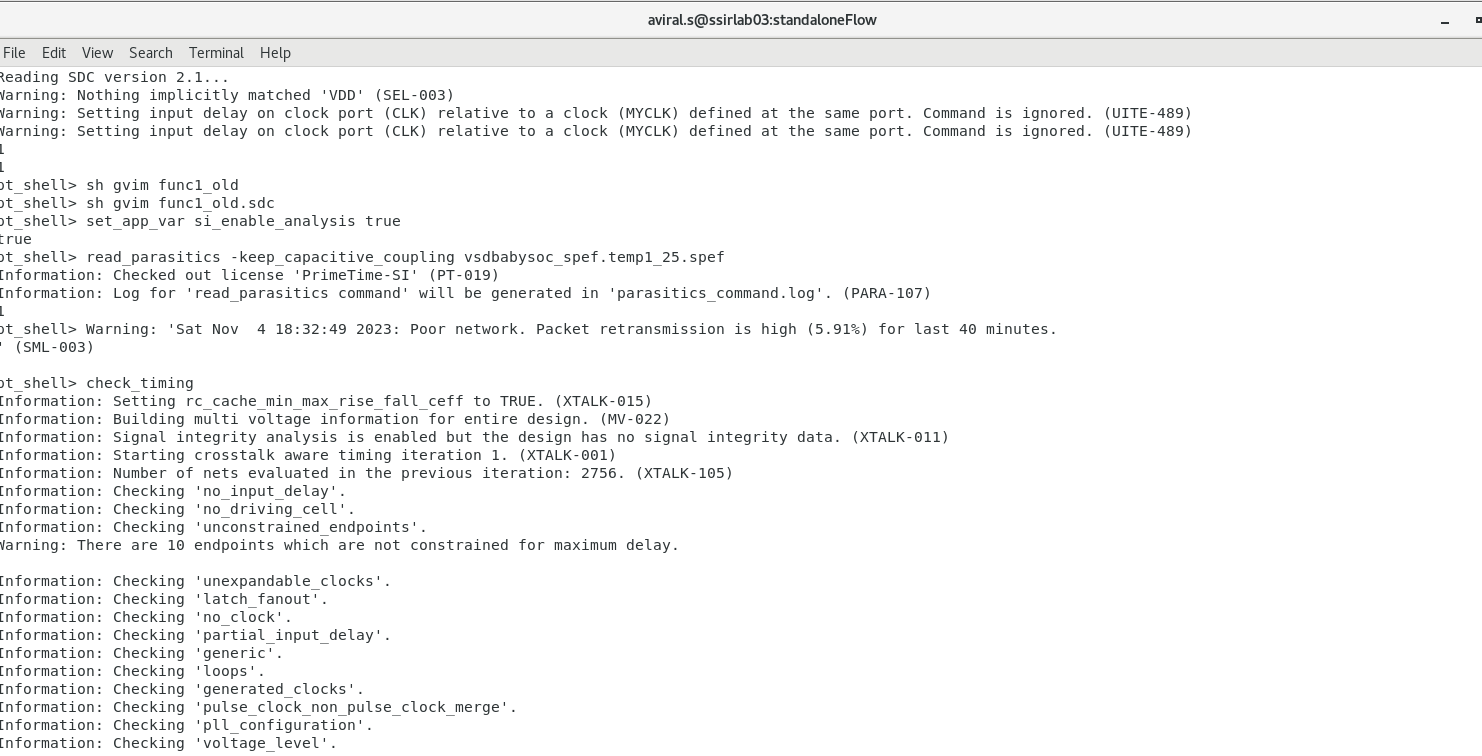 aviral.s@ssirlab03:standaloneFlow
File Edit View Search Terminal Help
Reading SDC version 2.1...
Warning: Nothing implicitly matched 'VDD' (SEL-003)
Warning: Setting input delay on clock port (CLK) relative to a clock (MYCLK) defined at the same port. Command is ignored. (UITE-489)
Warning: Setting input delay on clock port (CLK) relative to a clock (MYCLK) defined at the same port. Command is ignored. (UITE-489)
1
1
pt_shell> sh gvim func1_old
pt_shell> sh gvim func1_old.sdc
pt_shell> set_app_var si_enable_analysis true
true
pt_shell> read_parasitics -keep_capacitive_coupling vsdbabysoc_spef.temp1_25.spef
Information: Checked out license 'PrimeTime-SI' (PT-019)
Information: Log for 'read_parasitics command' will be generated in 'parasitics_command.log'. (PARA-107)
1
pt_shell> Warning: 'Sat Nov  4 18:32:49 2023: Poor network. Packet retransmission is high (5.91%) for last 40 minutes.
' (SML-003)
pt_shell> check_timing
Information: Setting rc_cache_min_max_rise_fall_ceff to TRUE. (XTALK-015)
Information: Building multi voltage information for entire design. (MV-022)
Information: Signal integrity analysis is enabled but the design has no signal integrity data. (XTALK-011)
Information: Starting crosstalk aware timing iteration 1. (XTALK-001)
Information: Number of nets evaluated in the previous iteration: 2756. (XTALK-105)
Information: Checking 'no_input_delay'.
Information: Checking 'no_driving_cell'.
Information: Checking 'unconstrained_endpoints'.
Warning: There are 10 endpoints which are not constrained for maximum delay.
Information: Checking 'unexpandable_clocks'.
Information: Checking 'latch_fanout'.
Information: Checking 'no_clock'.
Information: Checking 'partial_input_delay'.
Information: Checking 'generic'.
Information: Checking 'loops'.
Information: Checking 'generated_clocks'.
Information: Checking 'pulse_clock_non_pulse_clock_merge'.
Information: Checking 'pll_configuration'.
Information: Checking 'voltage_level'.